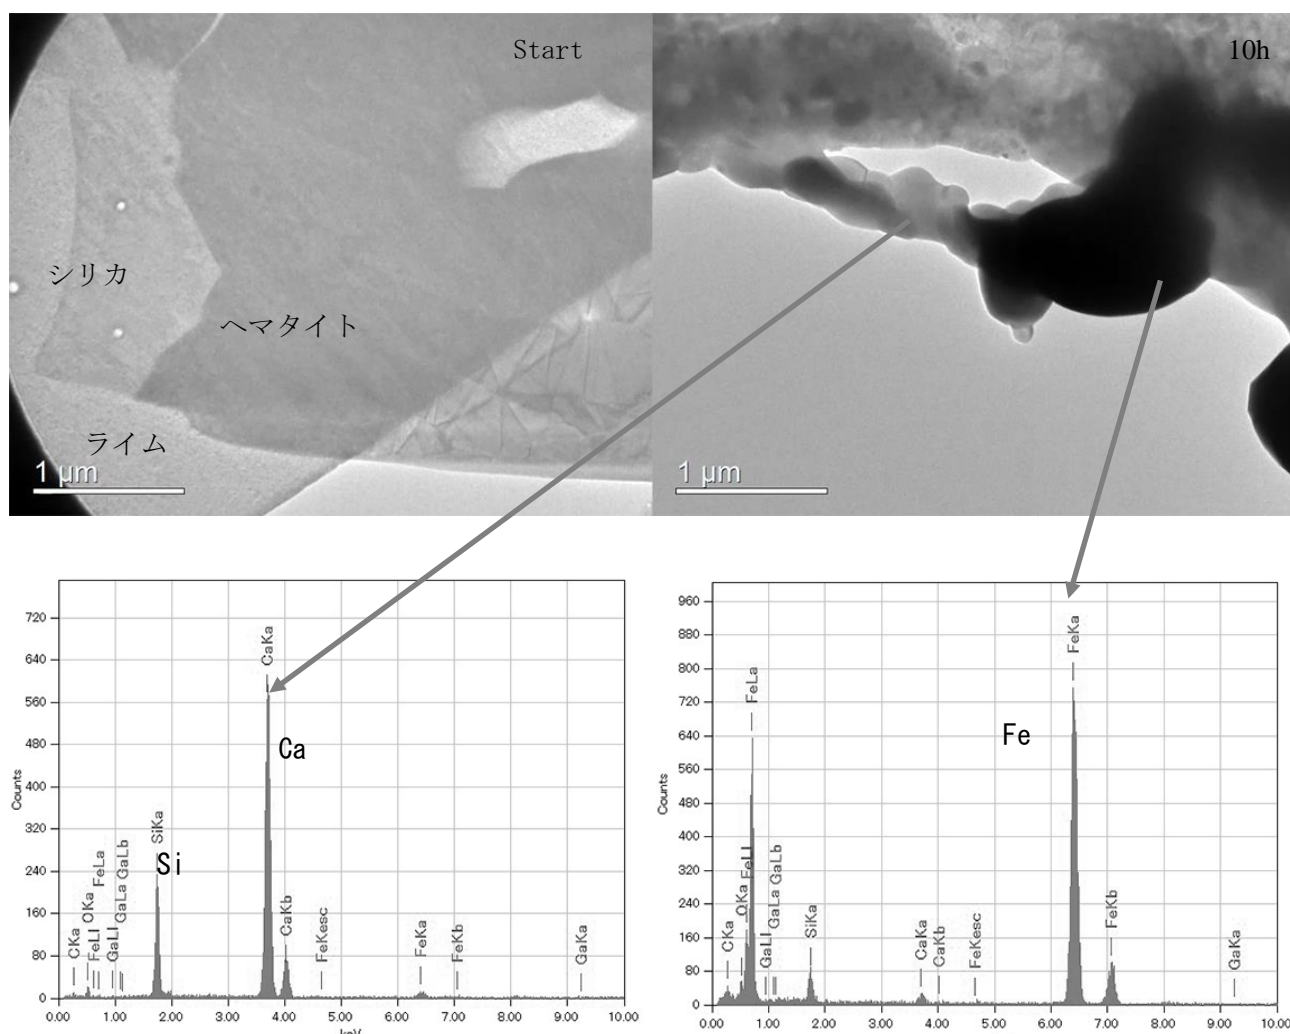 Start
10h
シリカ
ヘマタイト
ライム
1 μm
1 μm
720
640
560
480
400
320
240
160
80
0
Counts
CKa
OKa
FeLl
FeLa
GaLl
GaLa
GaLb
SiKa
Si
CaKa
Ca
CaKb
FeKesc
FeKa
FeKb
GaKa
0.00 1.00 2.00 3.00 4.00 5.00 6.00 7.00 8.00 9.00 10.00
keV
960
880
800
720
640
560
480
400
320
240
160
80
0
Counts
CKa
OKa
FeLl
FeLa
GaLl
GaLa
GaLb
SiKa
CaKa
CaKb
FeKesc
Fe
FeKa
FeKb
GaKa
0.00 1.00 2.00 3.00 4.00 5.00 6.00 7.00 8.00 9.00 10.00